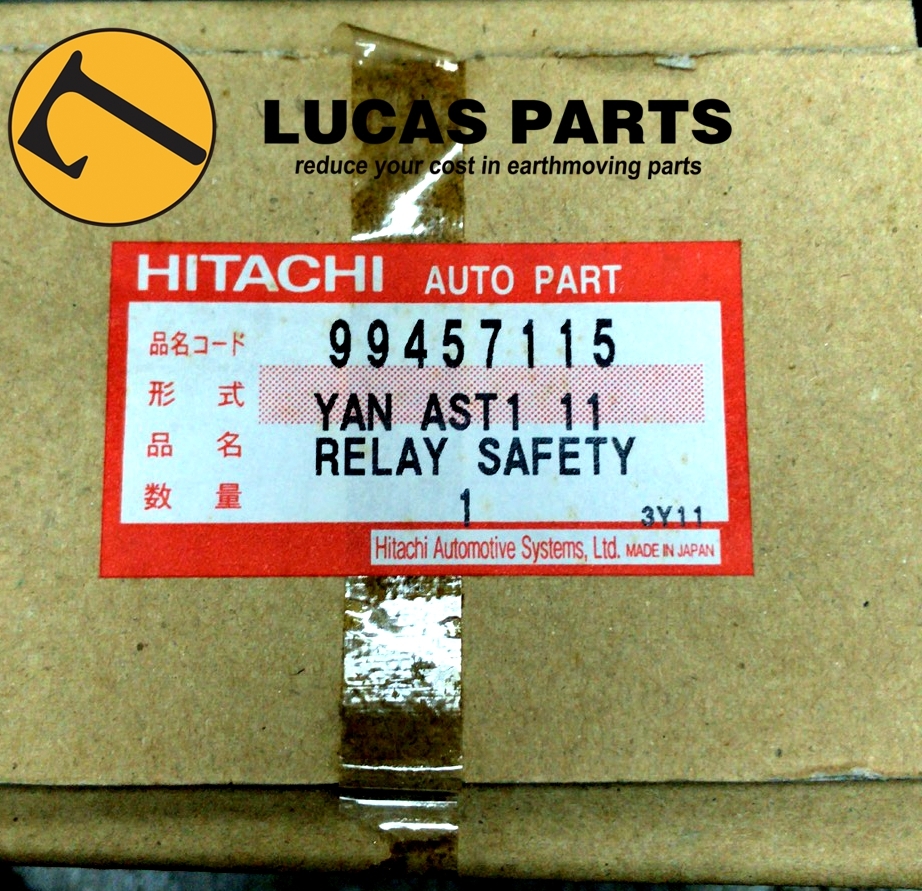 LUCAS PARTS
reduce your cost in earthmoving parts
HITACHI AUTO PART
品名コード 99457115
形 式 YAN AST1 11
品 名 RELAY SAFETY
数 量 1
3Y11
Hitachi Automotive Systems, Ltd. MADE IN JAPAN